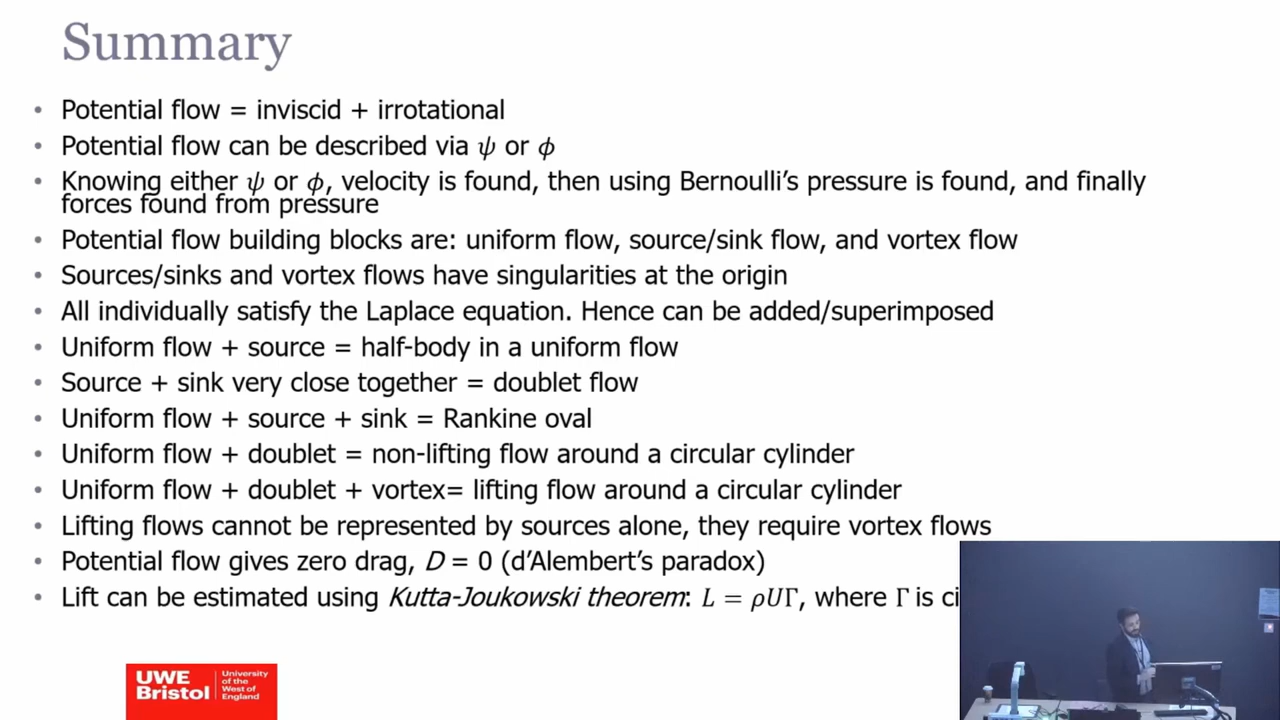 Summary
• Potential flow = inviscid + irrotational
• Potential flow can be described via ψ or ϕ
• Knowing either ψ or ϕ, velocity is found, then using Bernoulli's pressure is found, and finally
forces found from pressure
• Potential flow building blocks are: uniform flow, source/sink flow, and vortex flow
• Sources/sinks and vortex flows have singularities at the origin
• All individually satisfy the Laplace equation. Hence can be added/superimposed
• Uniform flow + source = half-body in a uniform flow
• Source + sink very close together = doublet flow
• Uniform flow + source + sink = Rankine oval
• Uniform flow + doublet = non-lifting flow around a circular cylinder
• Uniform flow + doublet + vortex= lifting flow around a circular cylinder
• Lifting flows cannot be represented by sources alone, they require vortex flows
• Potential flow gives zero drag, D = 0 (d'Alembert's paradox)
• Lift can be estimated using Kutta-Joukowski theorem: L = ρUΓ, where Γ is
UWE
Bristol
University
of the
West of
England